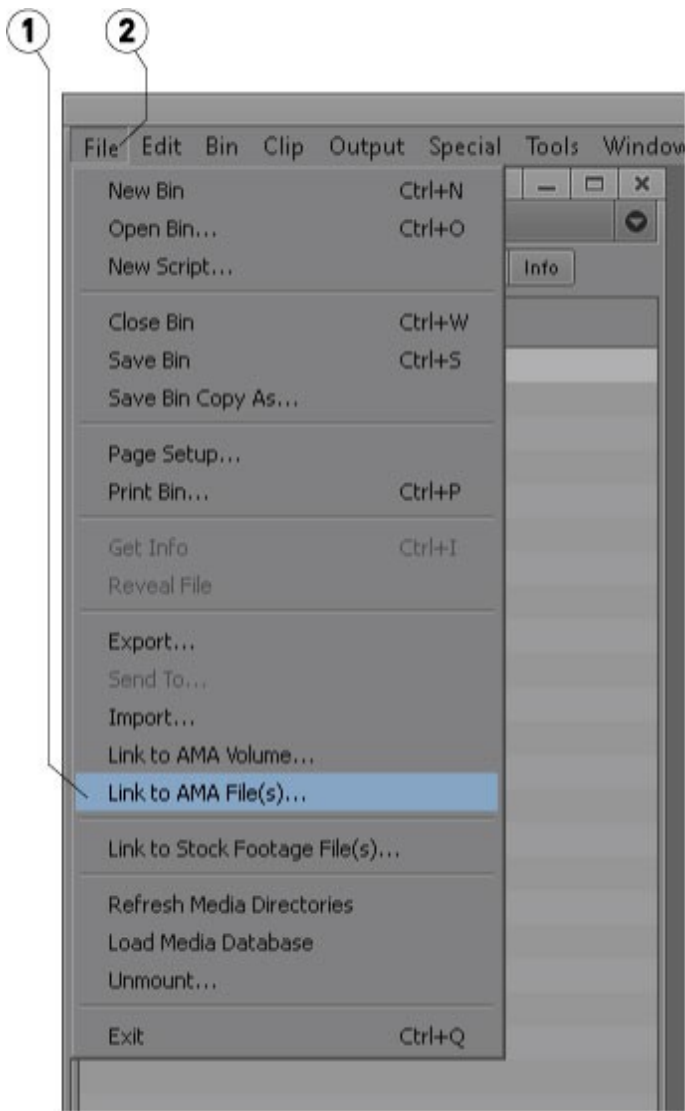 1 2
File Edit Bin Clip Output Special Tools Window
New Bin Ctrl+N
Open Bin... Ctrl+O
New Script...
Info
Close Bin Ctrl+W
Save Bin Ctrl+S
Save Bin Copy As...
Page Setup...
Print Bin... Ctrl+P
Get Info Ctrl+I
Reveal File
Export...
Send To...
Import...
Link to AMA Volume...
Link to AMA File(s)...
Link to Stock Footage File(s)...
Refresh Media Directories
Load Media Database
Unmount...
Exit Ctrl+Q